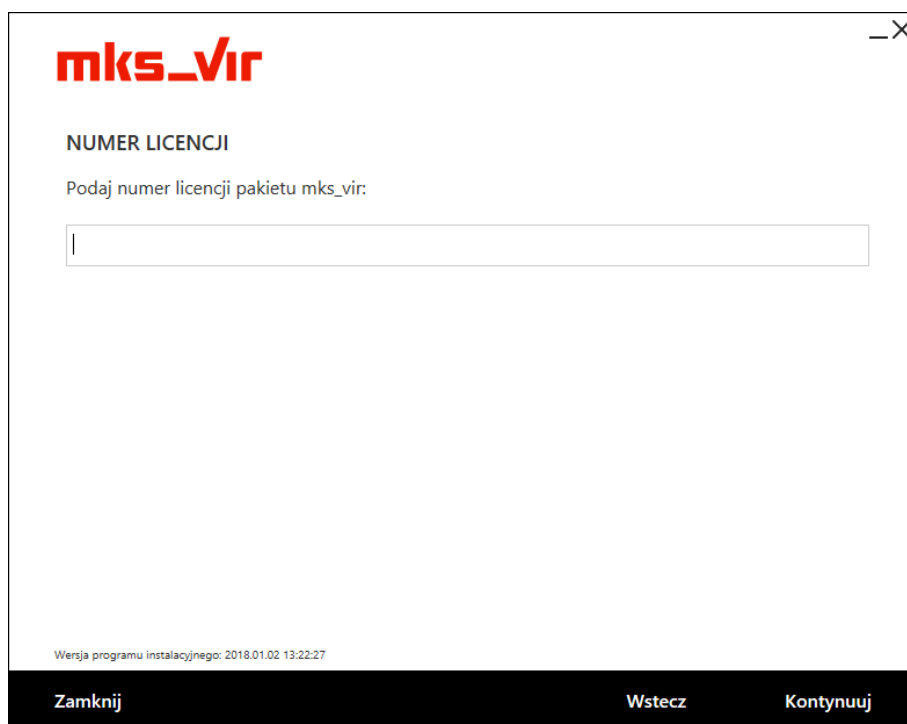 mks_vir
NUMER LICENCJI
Podaj numer licencji pakietu mks_vir:
Wersja programu instalacyjnego: 2018.01.02 13:22:27
Zamknij Wstecz Kontynuuj